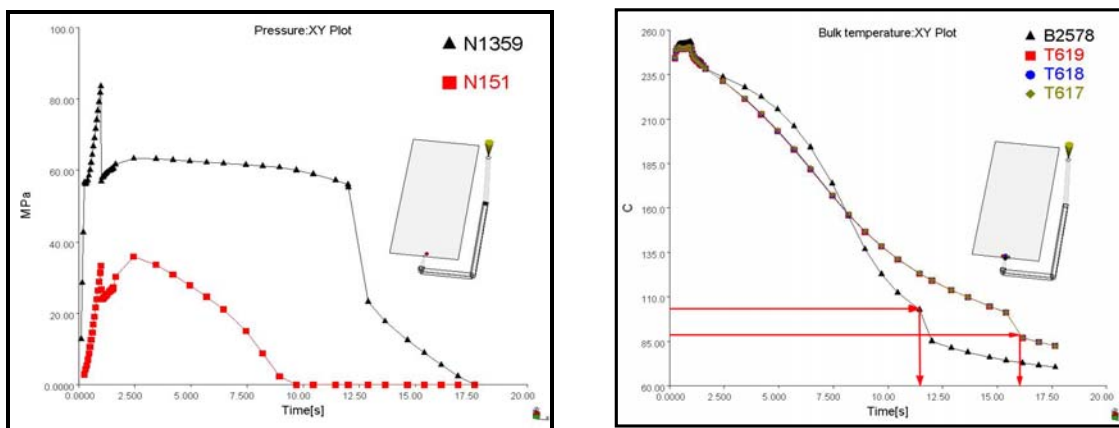 Pressure:XY Plot
N1359
N151
100.0
80.00
60.00
40.00
20.00
0.0000
MPa
0.0000
2.500
5.000
7.500
10.00
12.50
15.00
17.50
20.00
Time[s]
Bulk temperature:XY Plot
B2578
T619
T618
T617
260.0
235.0
210.0
185.0
160.0
135.0
110.0
85.00
60.00
C
0.0000
2.500
5.000
7.500
10.00
12.50
15.00
17.50
20.00
Time[s]